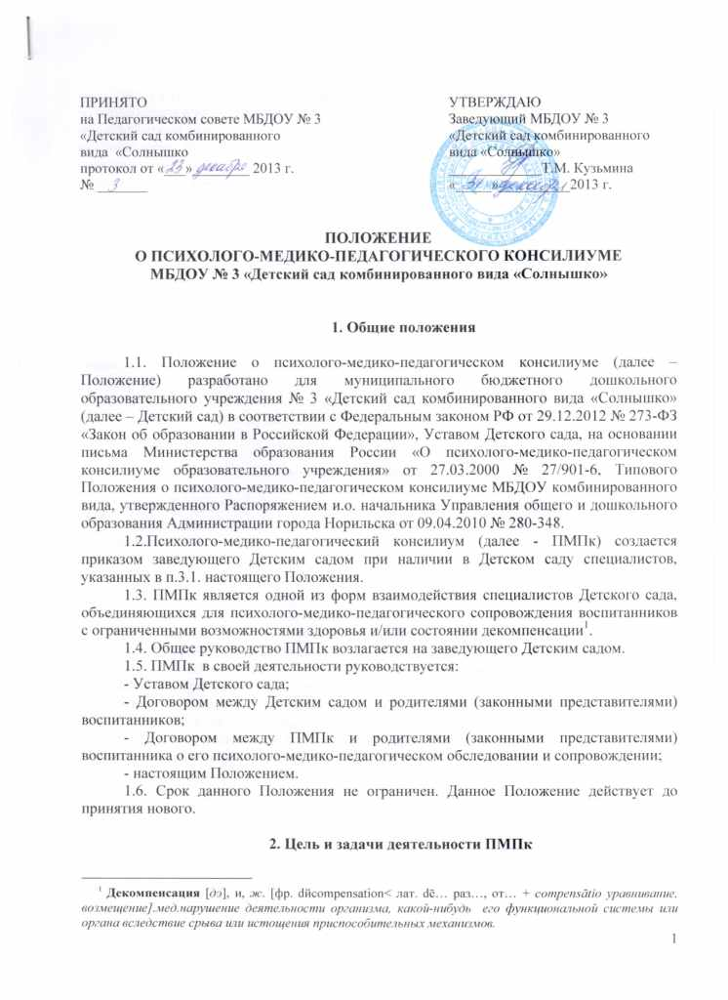 ПРИНЯТО
на Педагогическом совете МБДОУ № 3
«Детский сад комбинированного
вида «Солнышко
протокол от « 23 » декабря 2013 г.
№ 3
УТВЕРЖДАЮ
Заведующий МБДОУ № 3
«Детский сад комбинированного
вида «Солнышко»
Т.М. Кузьмина
« 31 » декабря 2013 г.
ПОЛОЖЕНИЕ
О ПСИХОЛОГО-МЕДИКО-ПЕДАГОГИЧЕСКОГО КОНСИЛИУМЕ
МБДОУ № 3 «Детский сад комбинированного вида «Солнышко»
1. Общие положения
1.1. Положение о психолого-медико-педагогическом консилиуме (далее –
Положение) разработано для муниципального бюджетного дошкольного
образовательного учреждения № 3 «Детский сад комбинированного вида «Солнышко»
(далее – Детский сад) в соответствии с Федеральным законом РФ от 29.12.2012 № 273-ФЗ
«Закон об образовании в Российской Федерации», Уставом Детского сада, на основании
письма Министерства образования России «О психолого-медико-педагогическом
консилиуме образовательного учреждения» от 27.03.2000 № 27/901-6, Типового
Положения о психолого-медико-педагогическом консилиуме МБДОУ комбинированного
вида, утвержденного Распоряжением и.о. начальника Управления общего и дошкольного
образования Администрации города Норильска от 09.04.2010 № 280-348.
1.2.Психолого-медико-педагогический консилиум (далее - ПМПк) создается
приказом заведующего Детским садом при наличии в Детском саду специалистов,
указанных в п.3.1. настоящего Положения.
1.3. ПМПк является одной из форм взаимодействия специалистов Детского сада,
объединяющихся для психолого-медико-педагогического сопровождения воспитанников
с ограниченными возможностями здоровья и/или состоянии декомпенсации1.
1.4. Общее руководство ПМПк возлагается на заведующего Детским садом.
1.5. ПМПк в своей деятельности руководствуется:
- Уставом Детского сада;
- Договором между Детским садом и родителями (законными представителями)
воспитанников;
- Договором между ПМПк и родителями (законными представителями)
воспитанника о его психолого-медико-педагогическом обследовании и сопровождении;
- настоящим Положением.
1.6. Срок данного Положения не ограничен. Данное Положение действует до
принятия нового.
2. Цель и задачи деятельности ПМПк
1 Декомпенсация [дэ], и, ж. [фр. dйcompensation< лат. dē… раз…, от… + compensātio уравнивание,
возмещение].мед.нарушение деятельности организма, какой-нибудь его функциональной системы или
органа вследствие срыва или истощения приспособительных механизмов.
1